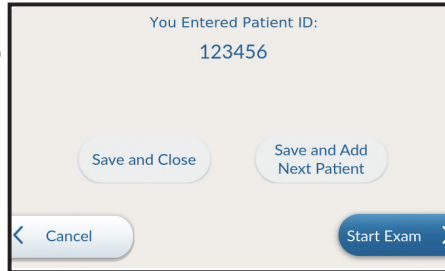 You Entered Patient ID:
123456
Save and Close
Save and Add
Next Patient
Cancel
Start Exam